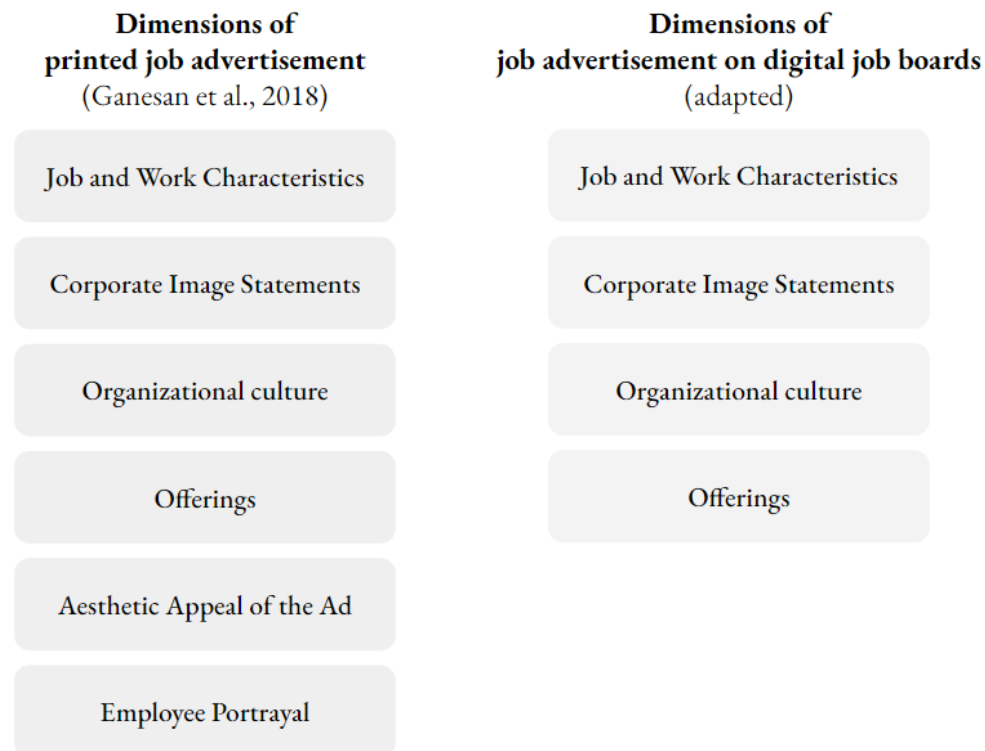 Dimensions of
printed job advertisement
(Ganesan et al., 2018)
Job and Work Characteristics
Corporate Image Statements
Organizational culture
Offerings
Aesthetic Appeal of the Ad
Employee Portrayal
Dimensions of
job advertisement on digital job boards
(adapted)
Job and Work Characteristics
Corporate Image Statements
Organizational culture
Offerings